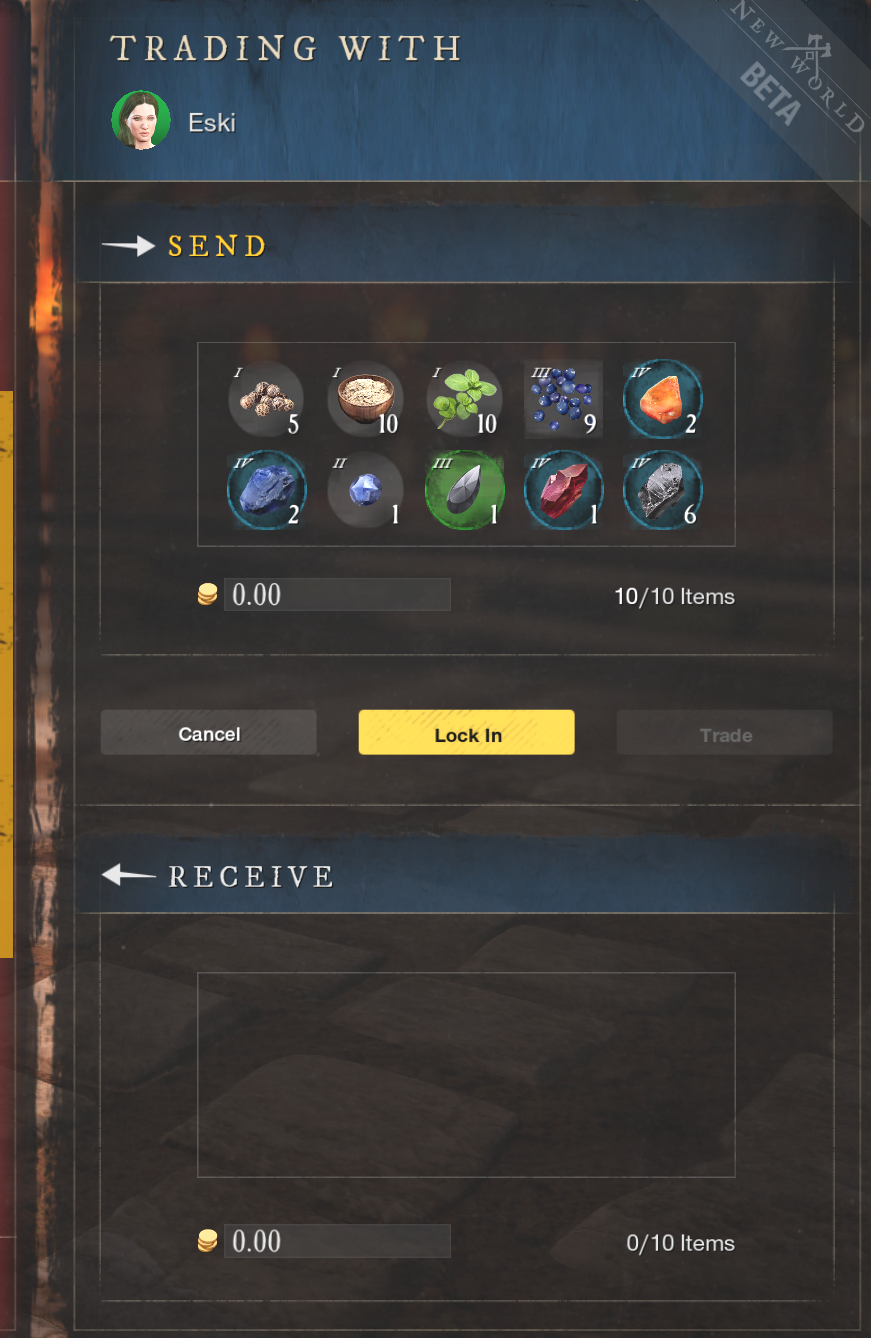 TRADING WITH
NEW WORLD
BETA
Eski
SEND
I I I III IV
5 10 10 9 2
IV II III IV IV
2 1 1 1 6
0.00 10/10 Items
Cancel Lock In Trade
RECEIVE
0.00 0/10 Items